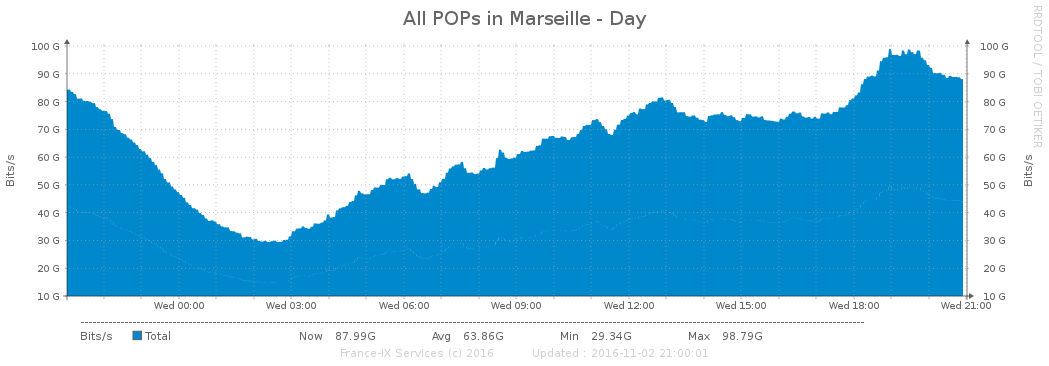 All POPs in Marseille - Day
RRDTOOL / TOBI OETIKER
Bits/s
100 G
90 G
80 G
70 G
60 G
50 G
40 G
30 G
20 G
10 G
100 G
90 G
80 G
70 G
60 G
50 G
40 G
30 G
20 G
10 G
Bits/s
Wed 00:00 Wed 03:00 Wed 06:00 Wed 09:00 Wed 12:00 Wed 15:00 Wed 18:00 Wed 21:00
Bits/s Total Now 87.99G Avg 63.86G Min 29.34G Max 98.79G
France-IX Services (c) 2016 Updated : 2016-11-02 21:00:01